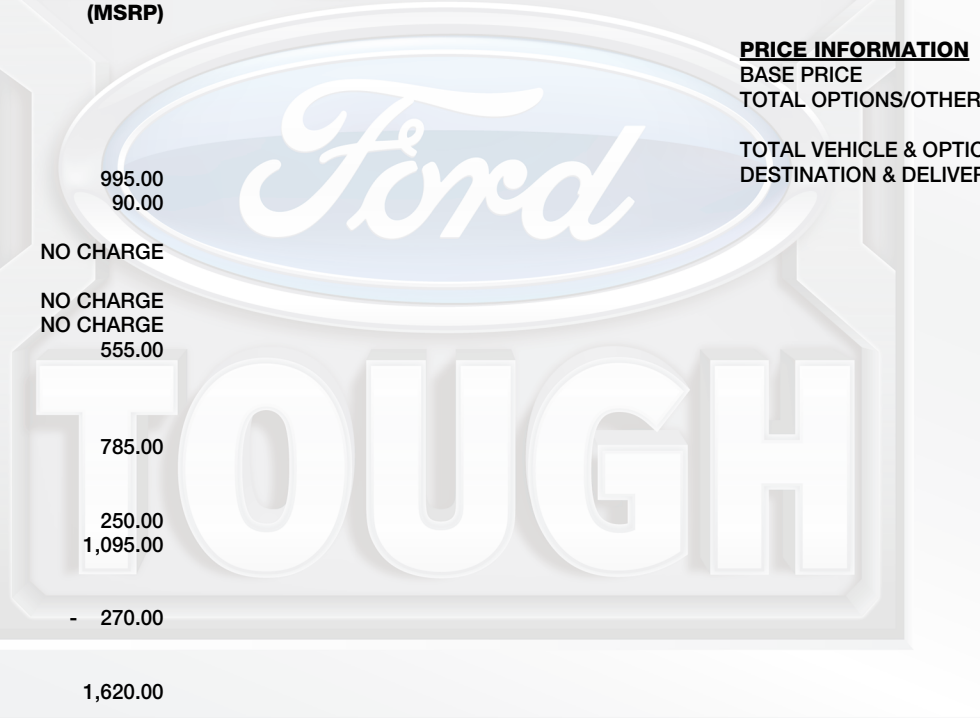 (MSRP)
995.00
90.00
NO CHARGE
NO CHARGE
NO CHARGE
555.00
785.00
250.00
1,095.00
- 270.00
1,620.00
PRICE INFORMATION
BASE PRICE
TOTAL OPTIONS/OTHER
TOTAL VEHICLE & OPTIO
DESTINATION & DELIVER
Ford
TOUGH